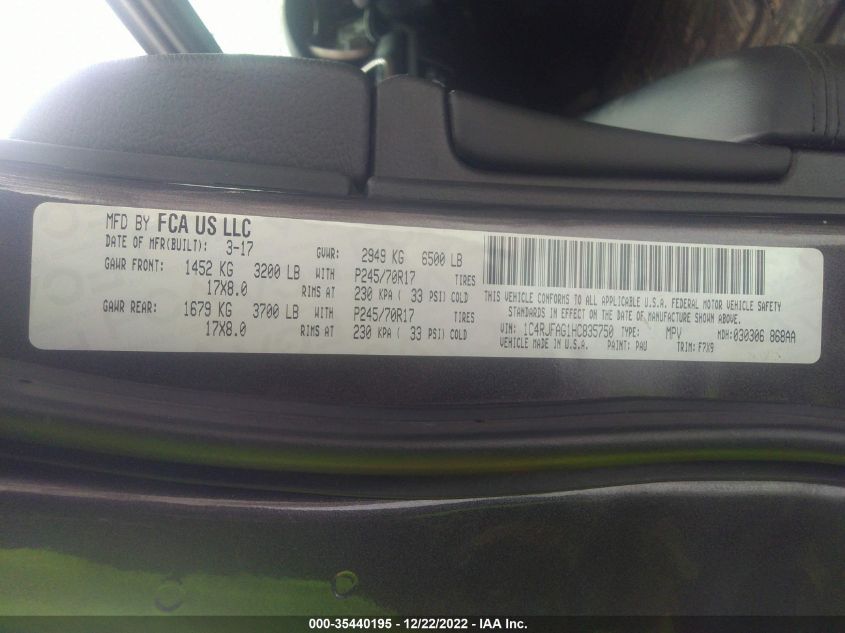 MFD BY FCA US LLC
DATE OF MFR(BUILT): 3-17 GVWR: 2949 KG 6500 LB
GAWR FRONT: 1452 KG 3200 LB WITH P245/70R17 TIRES
17X8.0 RIMS AT 230 KPA ( 33 PSI) COLD
GAWR REAR: 1679 KG 3700 LB WITH P245/70R17 TIRES
17X8.0 RIMS AT 230 KPA ( 33 PSI) COLD
THIS VEHICLE CONFORMS TO ALL APPLICABLE U.S.A. FEDERAL MOTOR VEHICLE SAFETY
STANDARDS IN EFFECT ON THE DATE OF MANUFACTURE SHOWN ABOVE.
VIN: 1C4RJFAG1HC835750 TYPE: MPV MDH:030306 868AA
VEHICLE MADE IN U.S.A. PAINT: PAU TRIM: F7X9
000-35440195 - 12/22/2022 - IAA Inc.